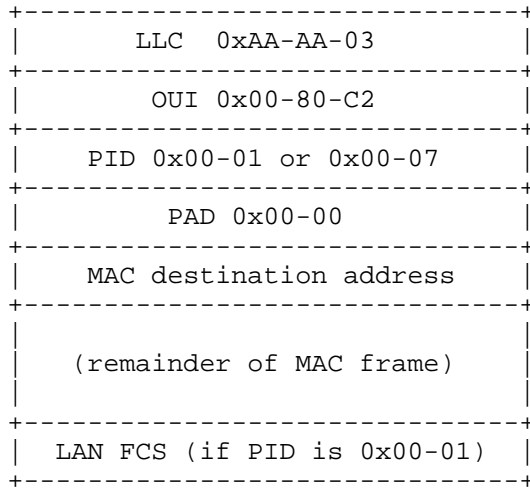 LLC 0xAA-AA-03
OUI 0x00-80-C2
PID 0x00-01 or 0x00-07
PAD 0x00-00
MAC destination address
(remainder of MAC frame)
LAN FCS (if PID is 0x00-01)